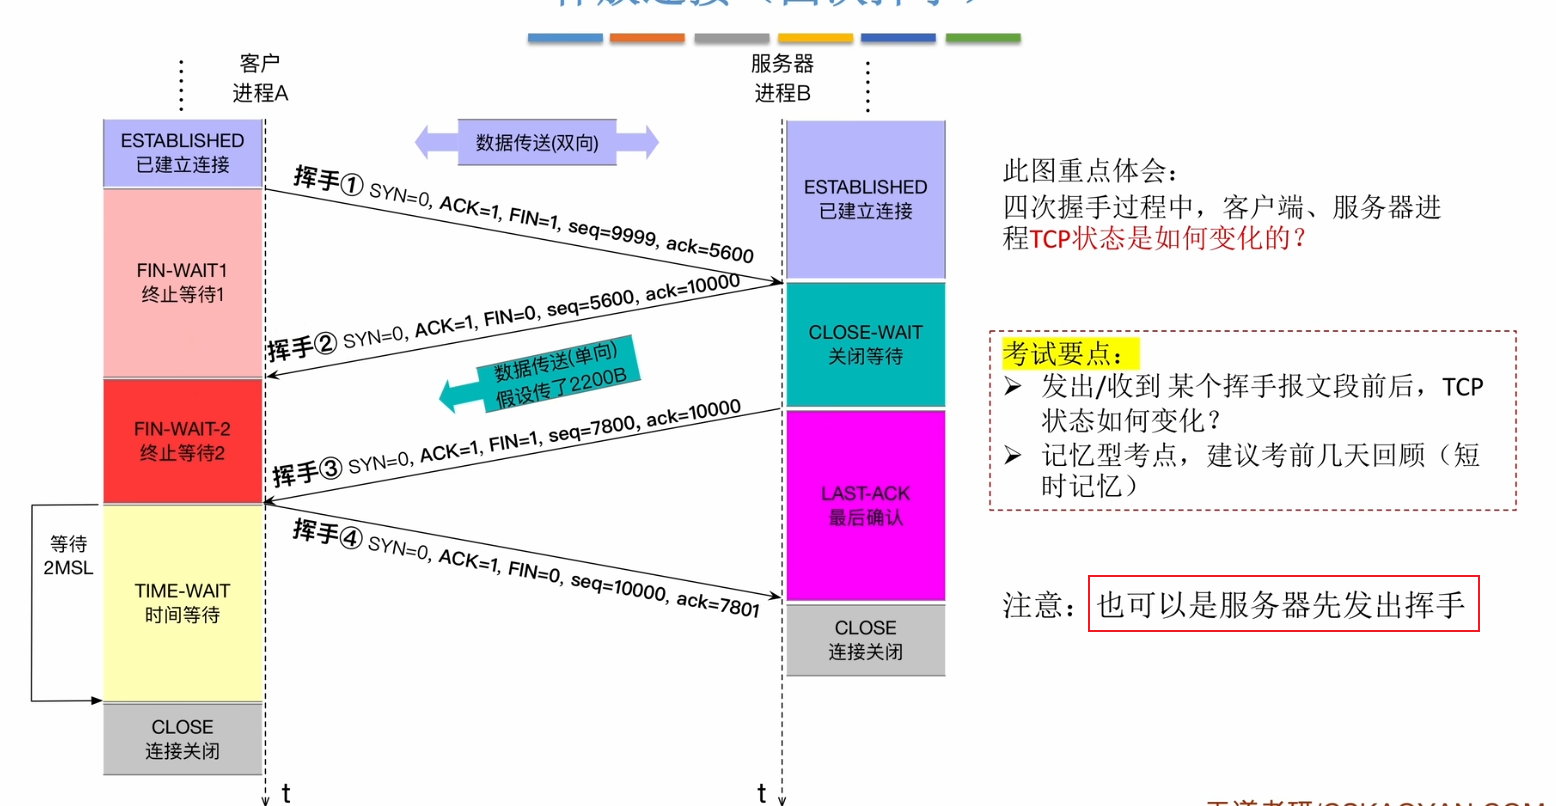 客户
进程A
服务器
进程B
ESTABLISHED
已建立连接
数据传送(双向)
ESTABLISHED
已建立连接
挥手① SYN=0, ACK=1, FIN=1, seq=9999, ack=5600
FIN-WAIT1
终止等待1
挥手② SYN=0, ACK=1, FIN=0, seq=5600, ack=10000
CLOSE-WAIT
关闭等待
数据传送(单向)
假设传了2200B
FIN-WAIT-2
终止等待2
挥手③ SYN=0, ACK=1, FIN=1, seq=7800, ack=10000
LAST-ACK
最后确认
挥手④ SYN=0, ACK=1, FIN=0, seq=10000, ack=7801
等待
2MSL
TIME-WAIT
时间等待
CLOSE
连接关闭
CLOSE
连接关闭
t
t
此图重点体会：
四次握手过程中，客户端、服务器进
程TCP状态是如何变化的？
考试要点：
➢ 发出/收到 某个挥手报文段前后，TCP
状态如何变化？
➢ 记忆型考点，建议考前几天回顾（短
时记忆）
注意：也可以是服务器先发出挥手